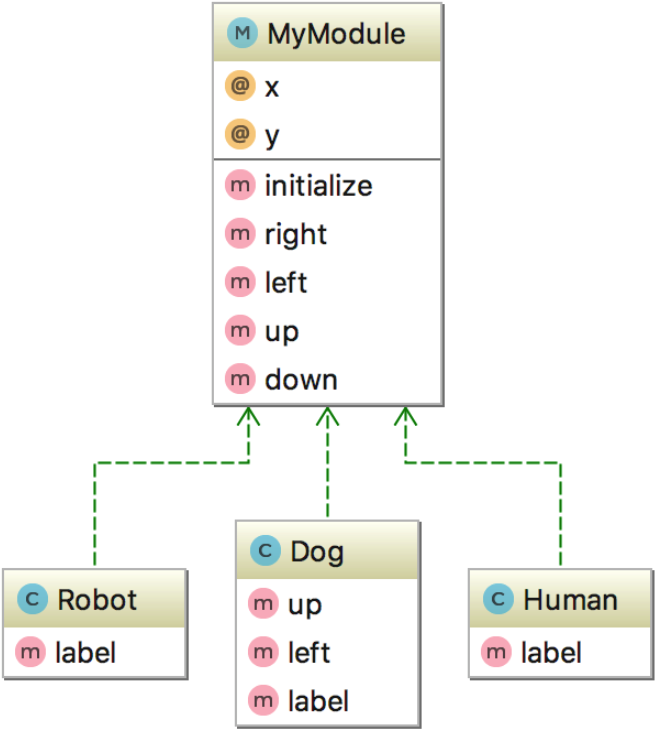 M MyModule
@ x
@ y
m initialize
m right
m left
m up
m down
C Robot
m label
C Dog
m up
m left
m label
C Human
m label